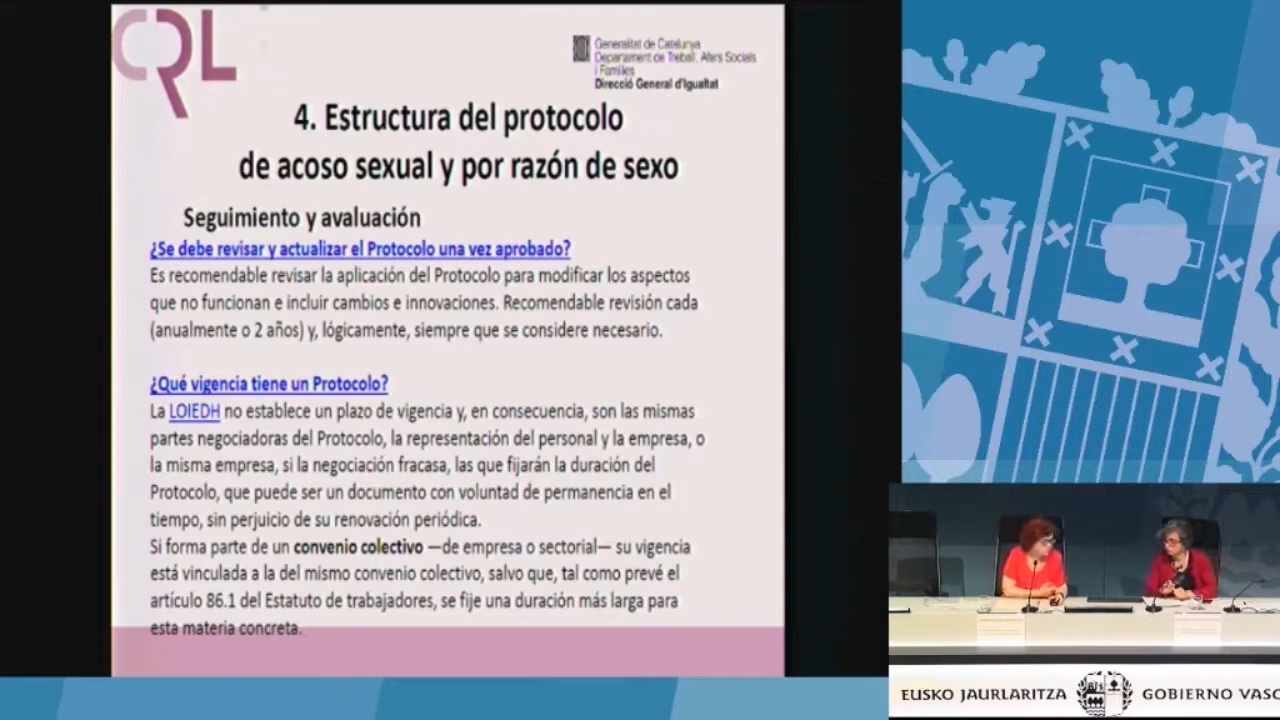 CRL
Generalitat de Catalunya
Departament de Treball, Afers Socials
i Famílies
Direcció General d'Igualtat
4. Estructura del protocolo
de acoso sexual y por razón de sexo
Seguimiento y avaluación
¿Se debe revisar y actualizar el Protocolo una vez aprobado?
Es recomendable revisar la aplicación del Protocolo para modificar los aspectos
que no funcionan e incluir cambios e innovaciones. Recomendable revisión cada
(anualmente o 2 años) y, lógicamente, siempre que se considere necesario.
¿Qué vigencia tiene un Protocolo?
La LOIEDH no establece un plazo de vigencia y, en consecuencia, son las mismas
partes negociadoras del Protocolo, la representación del personal y la empresa, o
la misma empresa, si la negociación fracasa, las que fijarán la duración del
Protocolo, que puede ser un documento con voluntad de permanencia en el
tiempo, sin perjuicio de su renovación periódica.
Si forma parte de un convenio colectivo —de empresa o sectorial— su vigencia
está vinculada a la del mismo convenio colectivo, salvo que, tal como prevé el
artículo 86.1 del Estatuto de trabajadores, se fije una duración más larga para
esta materia concreta.
EUSKO JAURLARITZA GOBIERNO VASC